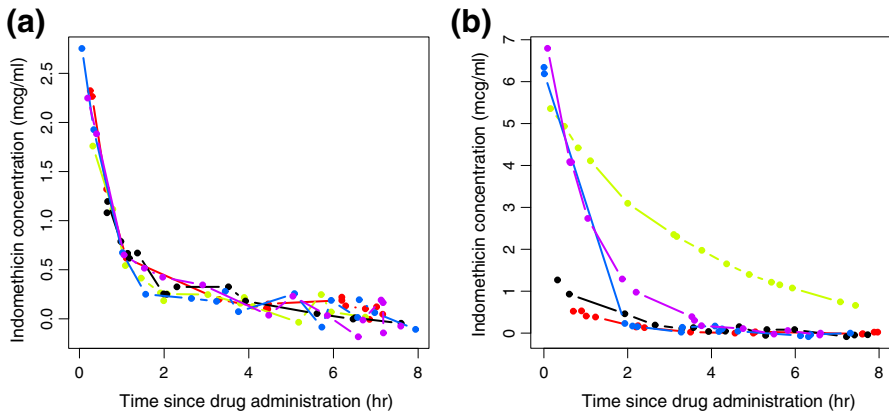 (a)
Indomethicin concentration (mcg/ml)
0.0 0.5 1.0 1.5 2.0 2.5
0 2 4 6 8
Time since drug administration (hr)
(b)
Indomethicin concentration (mcg/ml)
0 1 2 3 4 5 6 7
0 2 4 6 8
Time since drug administration (hr)